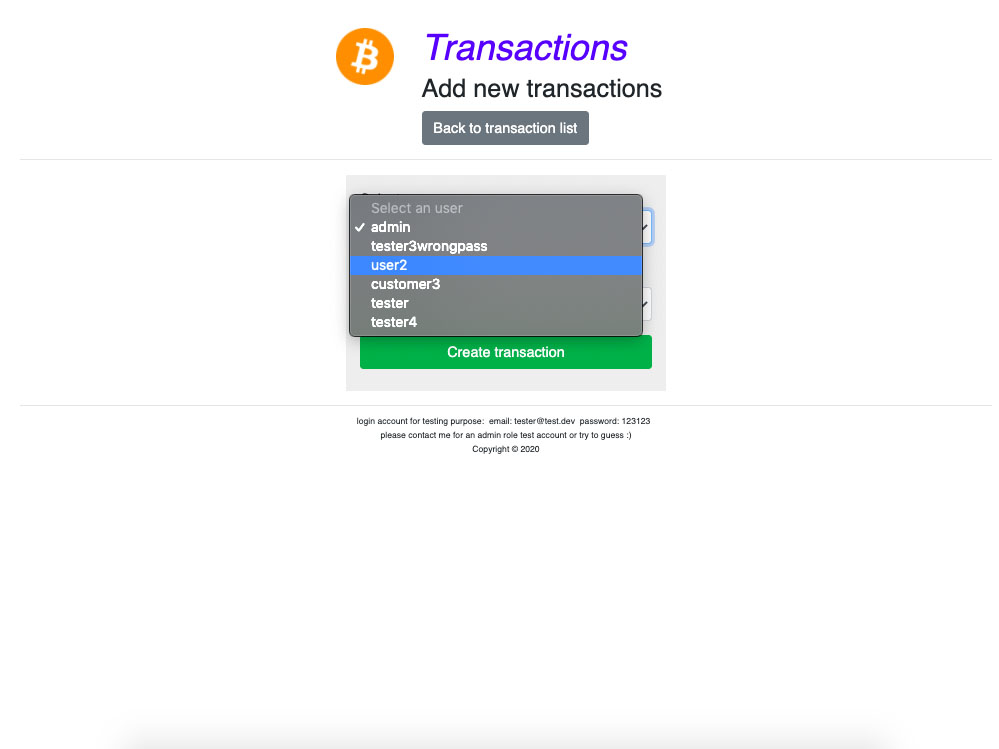 Transactions
Add new transactions
Back to transaction list
Select an user
admin
tester3wrongpass
user2
customer3
tester
tester4
Create transaction
login account for testing purpose: email: tester@test.dev password: 123123
please contact me for an admin role test account or try to guess :)
Copyright © 2020